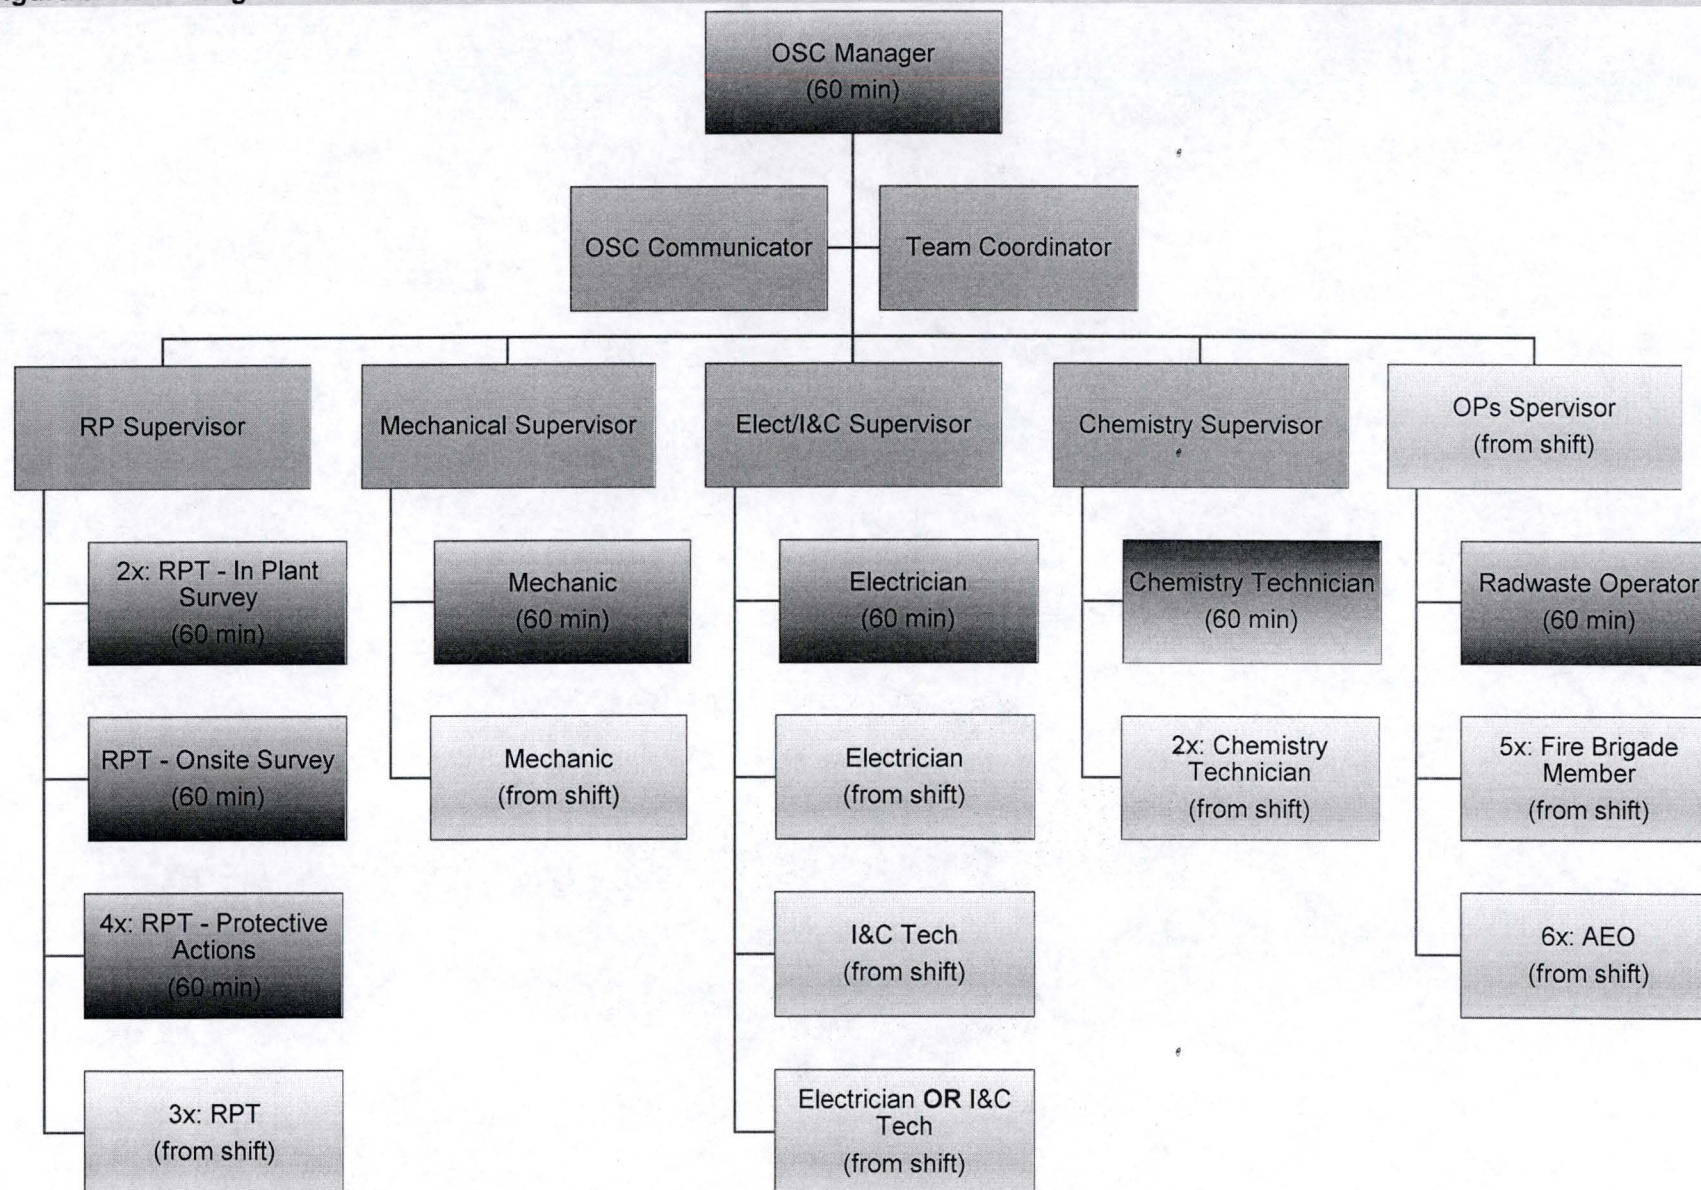 OSC Manager
(60 min)
OSC Communicator
Team Coordinator
RP Supervisor
Mechanical Supervisor
Elect/I&C Supervisor
Chemistry Supervisor
OPs Spervisor
(from shift)
2x: RPT - In Plant
Survey
(60 min)
Mechanic
(60 min)
Electrician
(60 min)
Chemistry Technician
(60 min)
Radwaste Operator
(60 min)
RPT - Onsite Survey
(60 min)
Mechanic
(from shift)
Electrician
(from shift)
2x: Chemistry
Technician
(from shift)
5x: Fire Brigade
Member
(from shift)
4x: RPT - Protective
Actions
(60 min)
I&C Tech
(from shift)
6x: AEO
(from shift)
3x: RPT
(from shift)
Electrician OR I&C
Tech
(from shift)